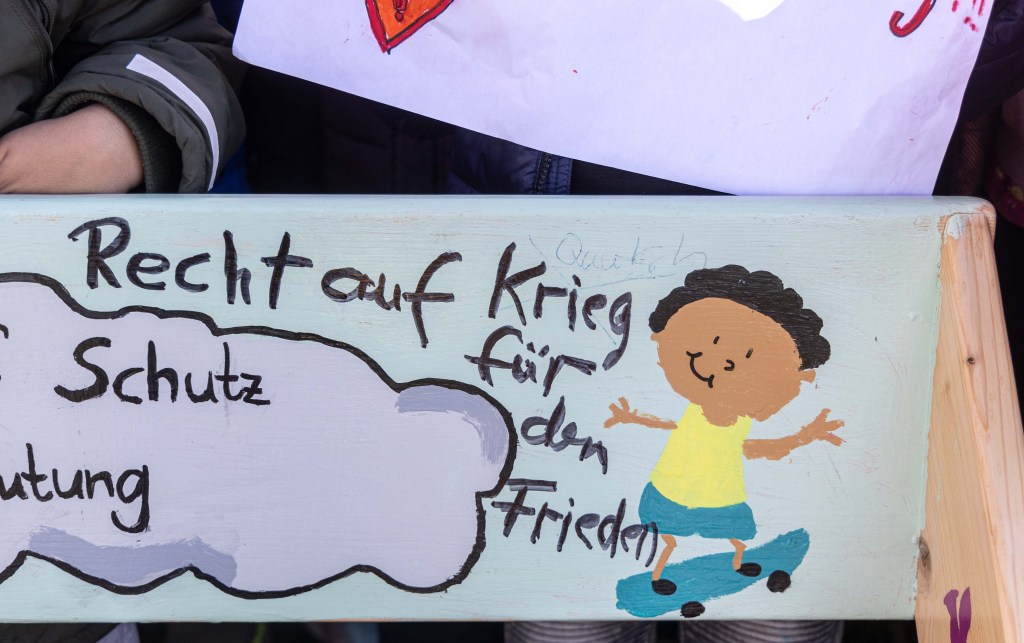 Recht auf Krieg
für
den
Frieden
Schutz
utung